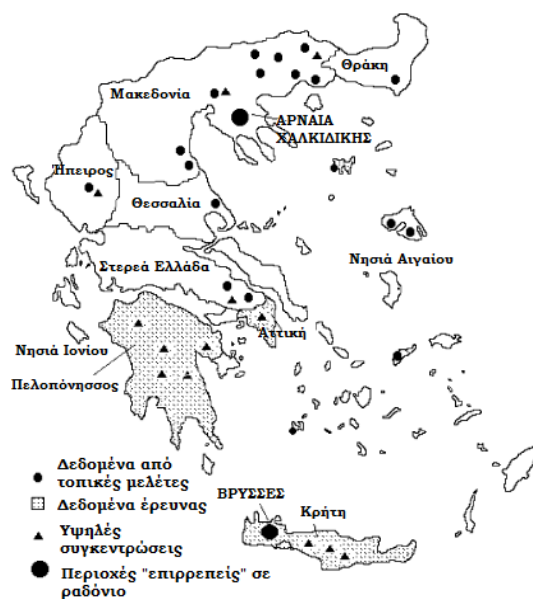 Θράκη
Μακεδονία
ΑΡΝΑΙΑ
ΧΑΛΚΙΔΙΚΗΣ
Ήπειρος
Θεσσαλία
Νησιά Αιγαίου
Στερεά Ελλάδα
Αττική
Νησιά Ιονίου
Πελοπόνησσος
Δεδομένα από
τοπικές μελέτες
Δεδομένα έρευνας
Υψηλές
συγκεντρώσεις
Περιοχές "επιρρεπείς" σε
ραδόνιο
ΒΡΥΣΣΕΣ
Κρήτη